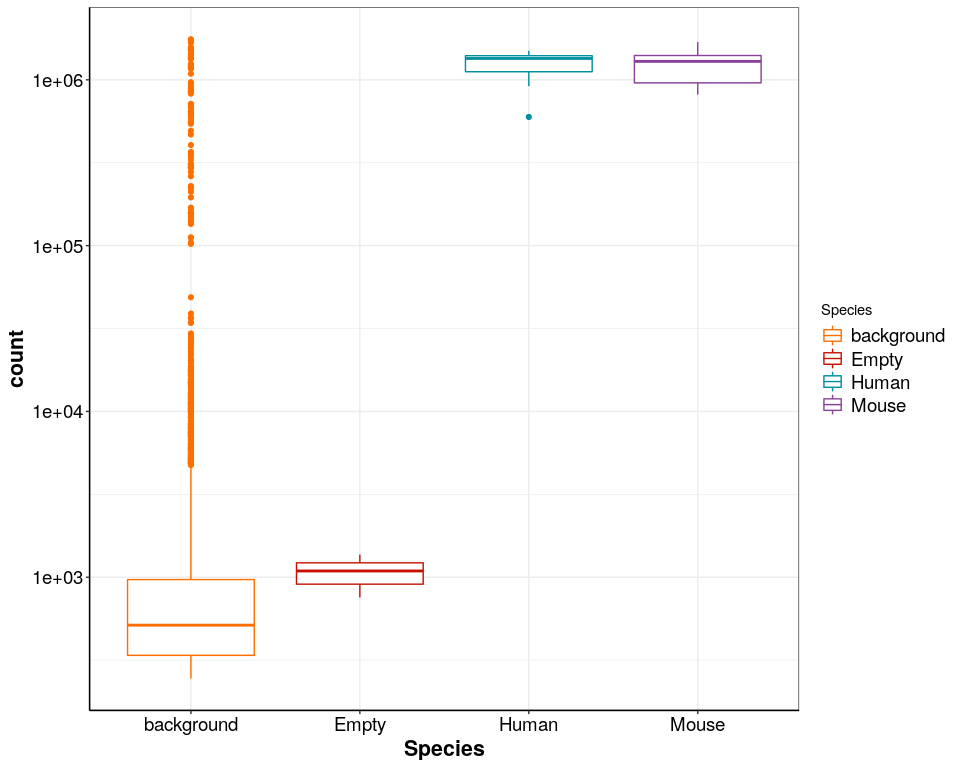 count
1e+06
1e+05
1e+04
1e+03
background
Empty
Human
Mouse
Species
Species
background
Empty
Human
Mouse